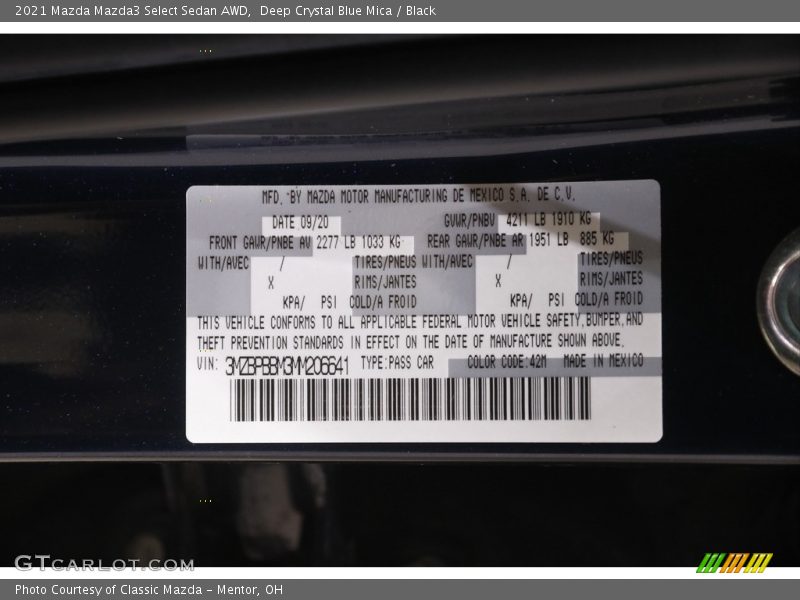 2021 Mazda Mazda3 Select Sedan AWD,  Deep Crystal Blue Mica / Black
MFD. BY MAZDA MOTOR MANUFACTURING DE MEXICO S.A. DE C.V.
DATE 09/20 GVWR/PNBV 4211 LB 1910 KG
FRONT GAWR/PNBE AV 2277 LB 1033 KG REAR GAWR/PNBE AR 1951 LB 885 KG
WITH/AVEC / TIRES/PNEUS WITH/AVEC / TIRES/PNEUS
X RIMS/JANTES X RIMS/JANTES
KPA/ PSI COLD/A FROID KPA/ PSI COLD/A FROID
THIS VEHICLE CONFORMS TO ALL APPLICABLE FEDERAL MOTOR VEHICLE SAFETY, BUMPER, AND
THEFT PREVENTION STANDARDS IN EFFECT ON THE DATE OF MANUFACTURE SHOWN ABOVE.
VIN: 3MZBPBBM3MM206641 TYPE:PASS CAR COLOR CODE:42M MADE IN MEXICO
GTCARLOT.COM
Photo Courtesy of Classic Mazda – Mentor, OH